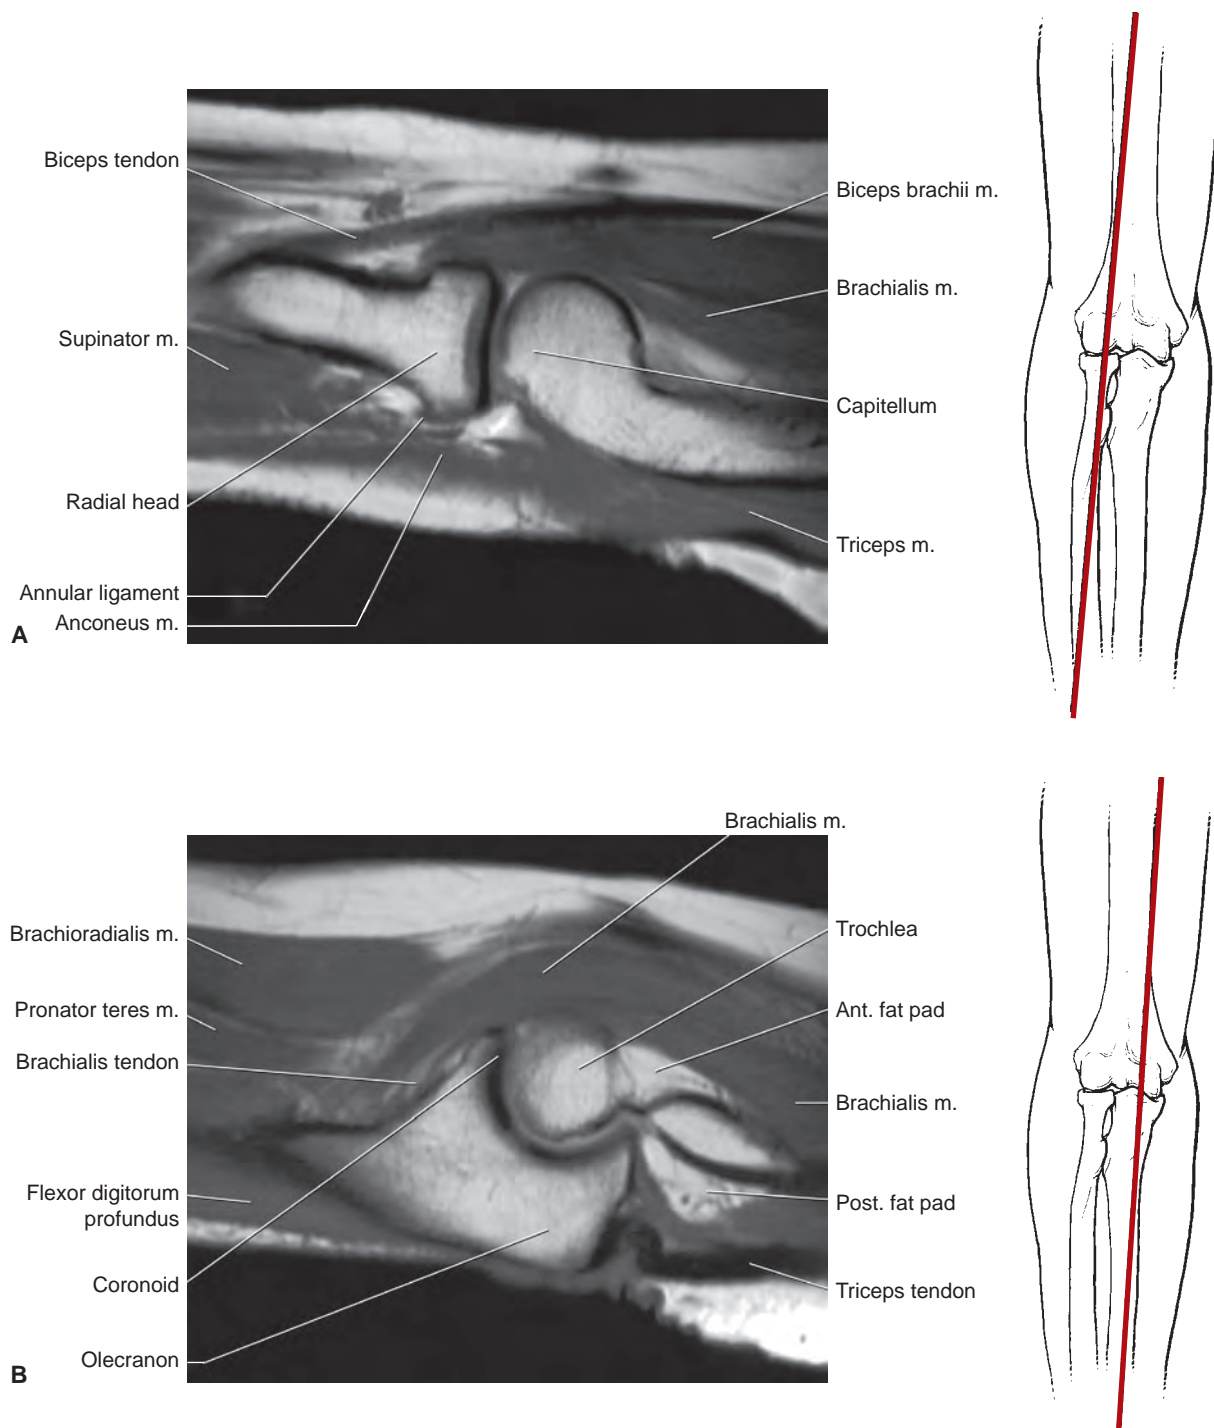 Biceps tendon
Biceps brachii m.
Brachialis m.
Supinator m.
Capitellum
Radial head
Triceps m.
Annular ligament
Anconeus m.
A
Brachialis m.
Brachioradialis m.
Trochlea
Pronator teres m.
Ant. fat pad
Brachialis tendon
Brachialis m.
Flexor digitorum
profundus
Post. fat pad
Coronoid
Triceps tendon
Olecranon
B